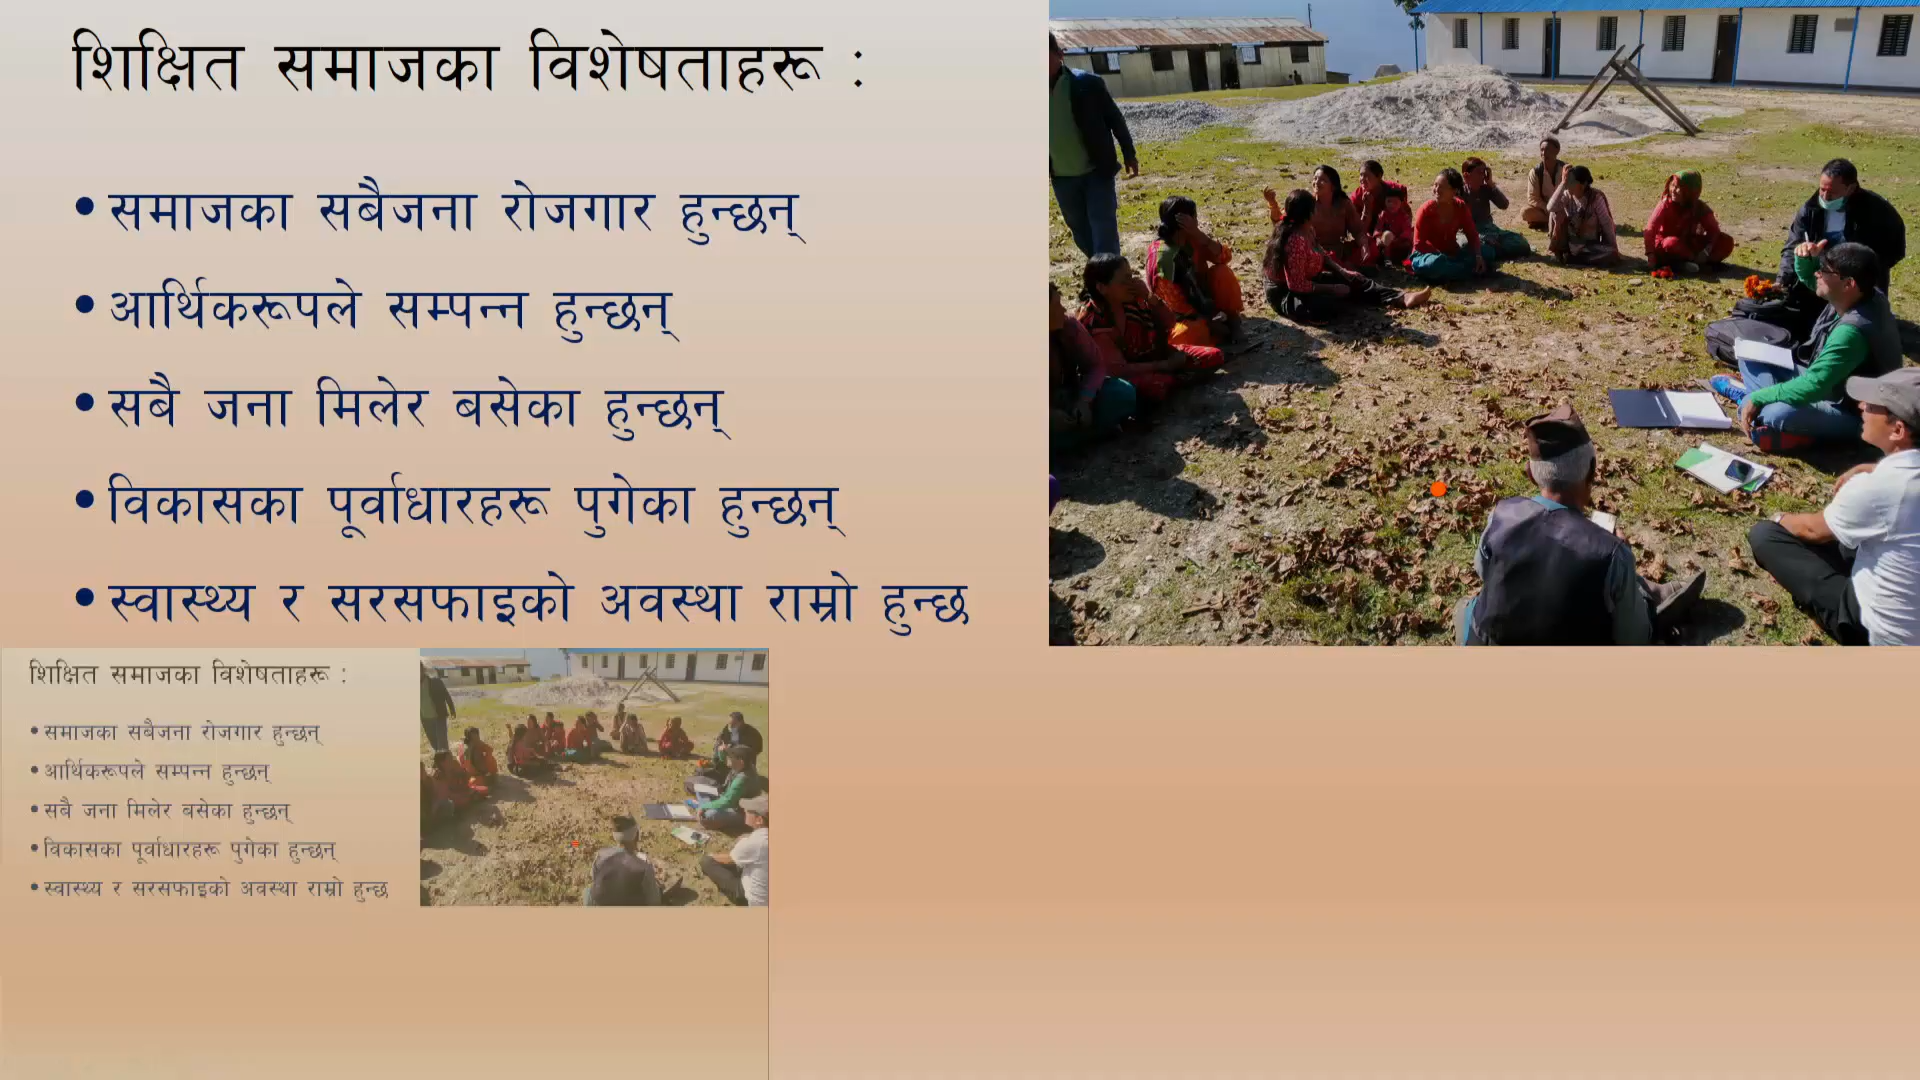 शिक्षित समाजका विशेषताहरू :
• समाजका सबैजना रोजगार हुन्छन्
• आर्थिकरूपले सम्पन्न हुन्छन्
• सबै जना मिलेर बसेका हुन्छन्
• विकासका पूर्वाधारहरू पुगेका हुन्छन्
• स्वास्थ्य र सरसफाइको अवस्था राम्रो हुन्छ
शिक्षित समाजका विशेषताहरू :
• समाजका सबैजना रोजगार हुन्छन्
• आर्थिकरूपले सम्पन्न हुन्छन्
• सबै जना मिलेर बसेका हुन्छन्
• विकासका पूर्वाधारहरू पुगेका हुन्छन्
• स्वास्थ्य र सरसफाइको अवस्था राम्रो हुन्छ